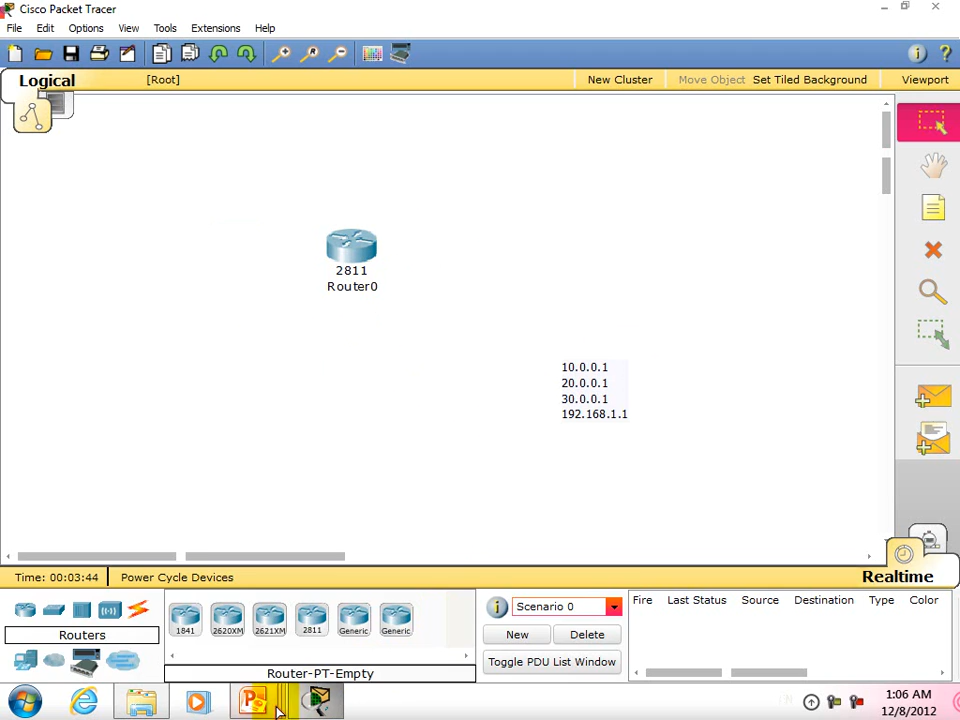 Cisco Packet Tracer
File Edit Options View Tools Extensions Help
Logical [Root] New Cluster Move Object Set Tiled Background Viewport
2811
Router0
10.0.0.1
20.0.0.1
30.0.0.1
192.168.1.1
Time: 00:03:44 Power Cycle Devices Realtime
Routers
1841 2620XM 2621XM 2811 Generic Generic
Router-PT-Empty
Scenario 0
New Delete
Toggle PDU List Window
Fire Last Status Source Destination Type Color
1:06 AM
12/8/2012